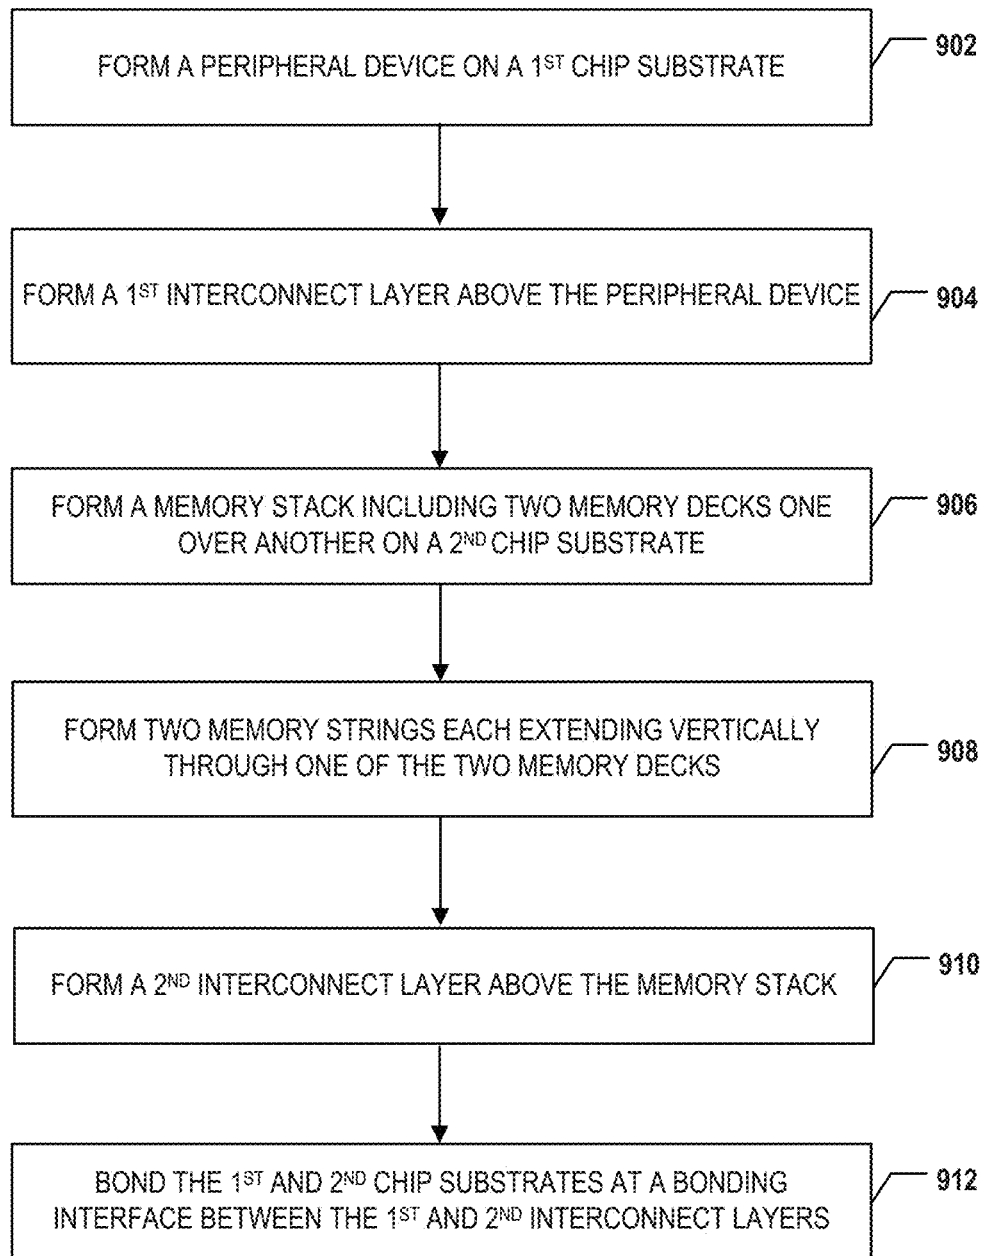 FORM A PERIPHERAL DEVICE ON A 1ST CHIP SUBSTRATE
902
FORM A 1ST INTERCONNECT LAYER ABOVE THE PERIPHERAL DEVICE
904
FORM A MEMORY STACK INCLUDING TWO MEMORY DECKS ONE
OVER ANOTHER ON A 2ND CHIP SUBSTRATE
906
FORM TWO MEMORY STRINGS EACH EXTENDING VERTICALLY
THROUGH ONE OF THE TWO MEMORY DECKS
908
FORM A 2ND INTERCONNECT LAYER ABOVE THE MEMORY STACK
910
BOND THE 1ST AND 2ND CHIP SUBSTRATES AT A BONDING
INTERFACE BETWEEN THE 1ST AND 2ND INTERCONNECT LAYERS
912